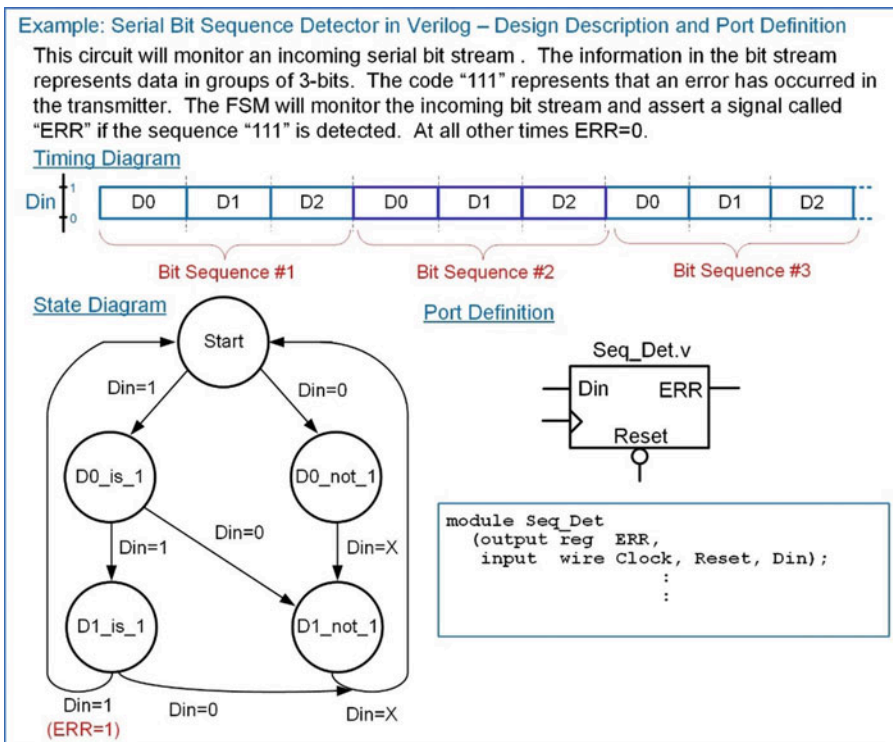 Example: Serial Bit Sequence Detector in Verilog – Design Description and Port Definition
This circuit will monitor an incoming serial bit stream . The information in the bit stream
represents data in groups of 3-bits. The code “111” represents that an error has occurred in
the transmitter. The FSM will monitor the incoming bit stream and assert a signal called
“ERR” if the sequence “111” is detected. At all other times ERR=0.
Timing Diagram
Din 1 0 D0 D1 D2 D0 D1 D2 D0 D1 D2
Bit Sequence #1 Bit Sequence #2 Bit Sequence #3
State Diagram
Start
Din=1 Din=0
D0_is_1 D0_not_1
Din=1 Din=0 Din=X
D1_is_1 D1_not_1
Din=1 Din=0 Din=X
(ERR=1)
Port Definition
Seq_Det.v
Din ERR
Reset
module Seq_Det
(output reg ERR,
input wire Clock, Reset, Din);
:
: